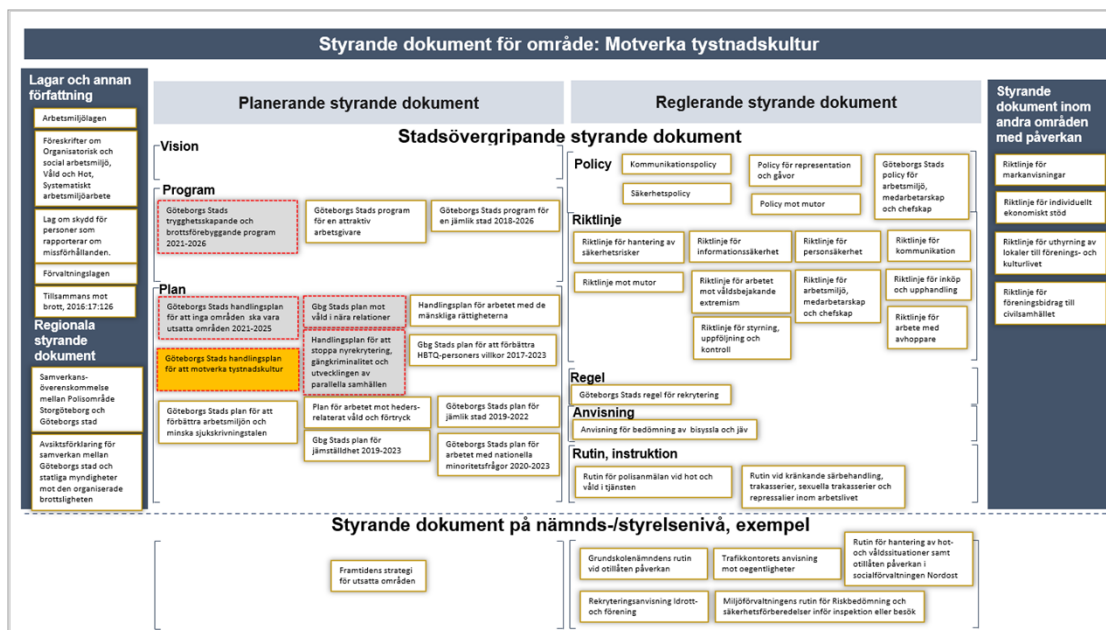 Styrande dokument för område: Motverka tystnadskultur
Lagar och annan
författning
Arbetsmiljölagen
Föreskrifter om
Organisatorisk och
social arbetsmiljö,
Våld och Hot,
Systematiskt
arbetsmiljöarbete
Lag om skydd för
personer som
rapporterar om
missförhållanden.
Förvaltningslagen
Tillsammans mot
brott, 2016:17:126
Regionala
styrande
dokument
Samverkans-
överenskommelse
mellan Polisområde
Storgöteborg och
Göteborgs stad
Avsiktsförklaring för
samverkan mellan
Göteborgs stad och
statliga myndigheter
mot den organiserade
brottsligheten
Planerande styrande dokument
Reglerande styrande dokument
Stadsövergripande styrande dokument
Vision
Program
Göteborgs Stads
trygghetsskapande och
brottsförebyggande program
2021-2026
Göteborgs Stads program
för en attraktiv
arbetsgivare
Göteborgs Stads program för
en jämlik stad 2018-2026
Plan
Göteborgs Stads handlingsplan
för att inga områden ska vara
utsatta områden 2021-2025
Gbg Stads plan mot
våld i nära relationer
Handlingsplan för arbetet med de
mänskliga rättigheterna
Göteborgs Stads handlingsplan
för att motverka tystnadskultur
Handlingsplan för att
stoppa nyrekrytering,
gängkriminalitet och
utvecklingen av
parallella samhällen
Gbg Stads plan för att förbättra
HBTQ-personers villkor 2017-2023
Göteborgs Stads plan för att
förbättra arbetsmiljön och
minska sjukskrivningstalen
Plan för arbetet mot heders-
relaterat våld och förtryck
Göteborgs Stads plan för
jämlik stad 2019-2022
Gbg Stads plan för
jämställdhet 2019-2023
Göteborgs Stads plan för
arbetet med nationella
minoritetsfrågor 2020-2023
Policy
Kommunikationspolicy
Policy för representation
och gåvor
Göteborgs Stads
policy för
arbetsmiljö,
medarbetarskap
och chefskap
Säkerhetspolicy
Policy mot mutor
Riktlinje
Riktlinje för hantering av
säkerhetsrisker
Riktlinje för
informationssäkerhet
Riktlinje för
personsäkerhet
Riktlinje för
kommunikation
Riktlinje mot mutor
Riktlinje för arbetet
mot våldsbejakande
extremism
Riktlinje för
arbetsmiljö,
medarbetarskap
och chefskap
Riktlinje för inköp
och upphandling
Riktlinje för styrning,
uppföljning och
kontroll
Riktlinje för
arbete med
avhoppare
Regel
Göteborgs Stads regel för rekrytering
Anvisning
Anvisning för bedömning av bisyssla och jäv
Rutin, instruktion
Rutin för polisanmälan vid hot och
våld i tjänsten
Rutin vid kränkande särbehandling,
trakasserier, sexuella trakasserier och
repressalier inom arbetslivet
Styrande
dokument inom
andra områden
med påverkan
Riktlinje för
markanvisningar
Riktlinje för individuellt
ekonomiskt stöd
Riktlinje för uthyrning av
lokaler till förenings- och
kulturlivet
Riktlinje för
föreningsbidrag till
civilsamhället
Styrande dokument på nämnds-/styrelsenivå, exempel
Framtidens strategi
för utsatta områden
Grundskolenämndens rutin
vid otillåten påverkan
Trafikkontorets anvisning
mot oegentligheter
Rutin för hantering av hot-
och våldssituationer samt
otillåten påverkan i
socialförvaltningen Nordost
Rekryteringsanvisning Idrott-
och förening
Miljöförvaltningens rutin för Riskbedömning och
säkerhetsförberedelser inför inspektion eller besök